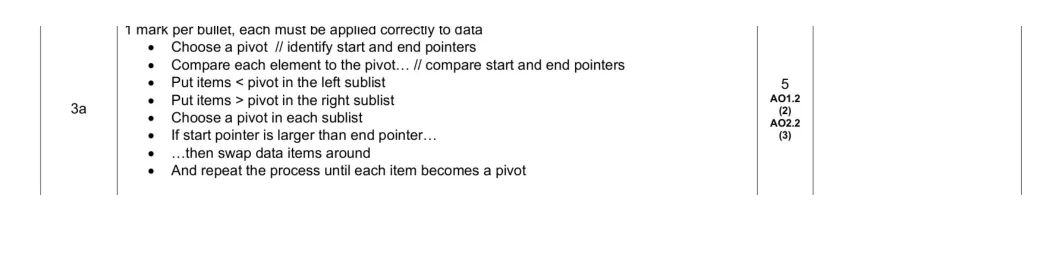 1 mark per bullet, each must be applied correctly to data
• Choose a pivot // identify start and end pointers
• Compare each element to the pivot… // compare start and end pointers
• Put items < pivot in the left sublist
• Put items > pivot in the right sublist
• Choose a pivot in each sublist
• If start pointer is larger than end pointer…
• …then swap data items around
• And repeat the process until each item becomes a pivot
3a
5
AO1.2
(2)
AO2.2
(3)